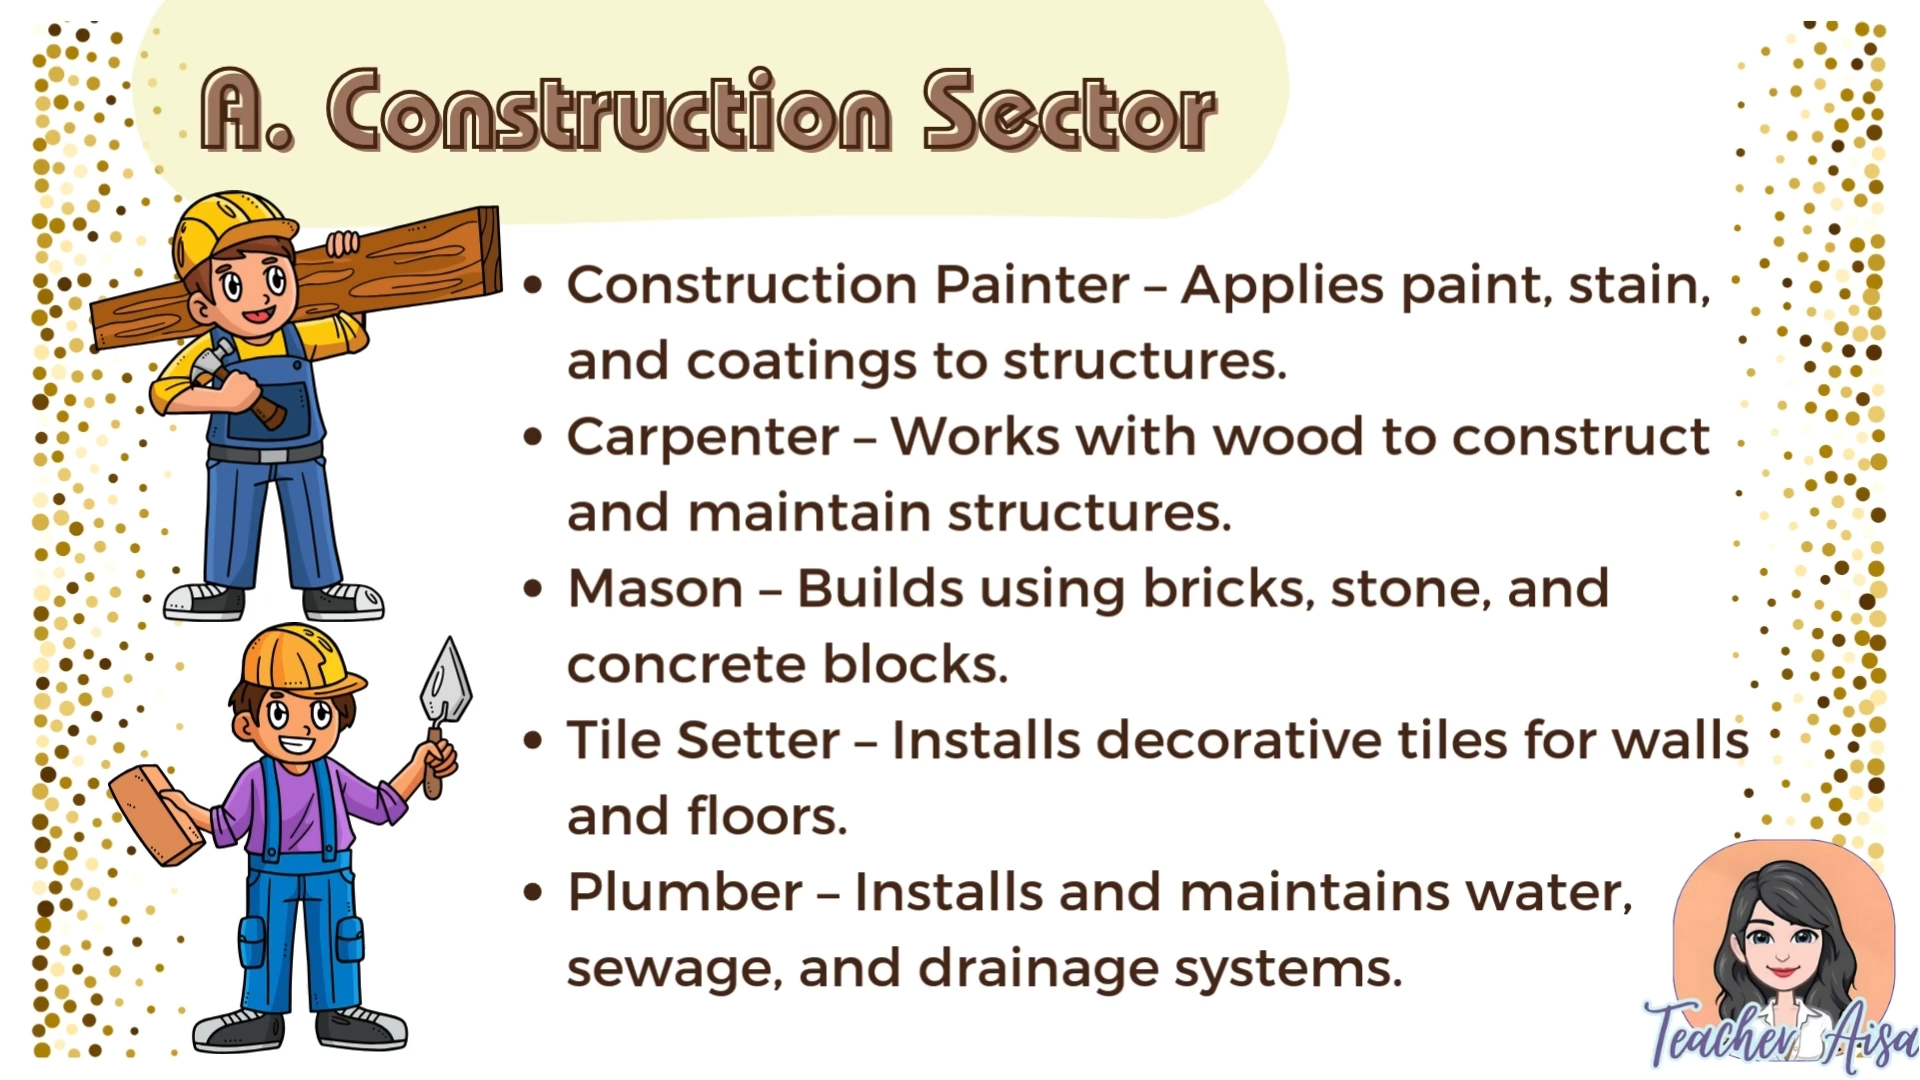 A. Construction Sector
• Construction Painter – Applies paint, stain,
and coatings to structures.
• Carpenter – Works with wood to construct
and maintain structures.
• Mason – Builds using bricks, stone, and
concrete blocks.
• Tile Setter – Installs decorative tiles for walls
and floors.
• Plumber – Installs and maintains water,
sewage, and drainage systems.
Teacher Aisa